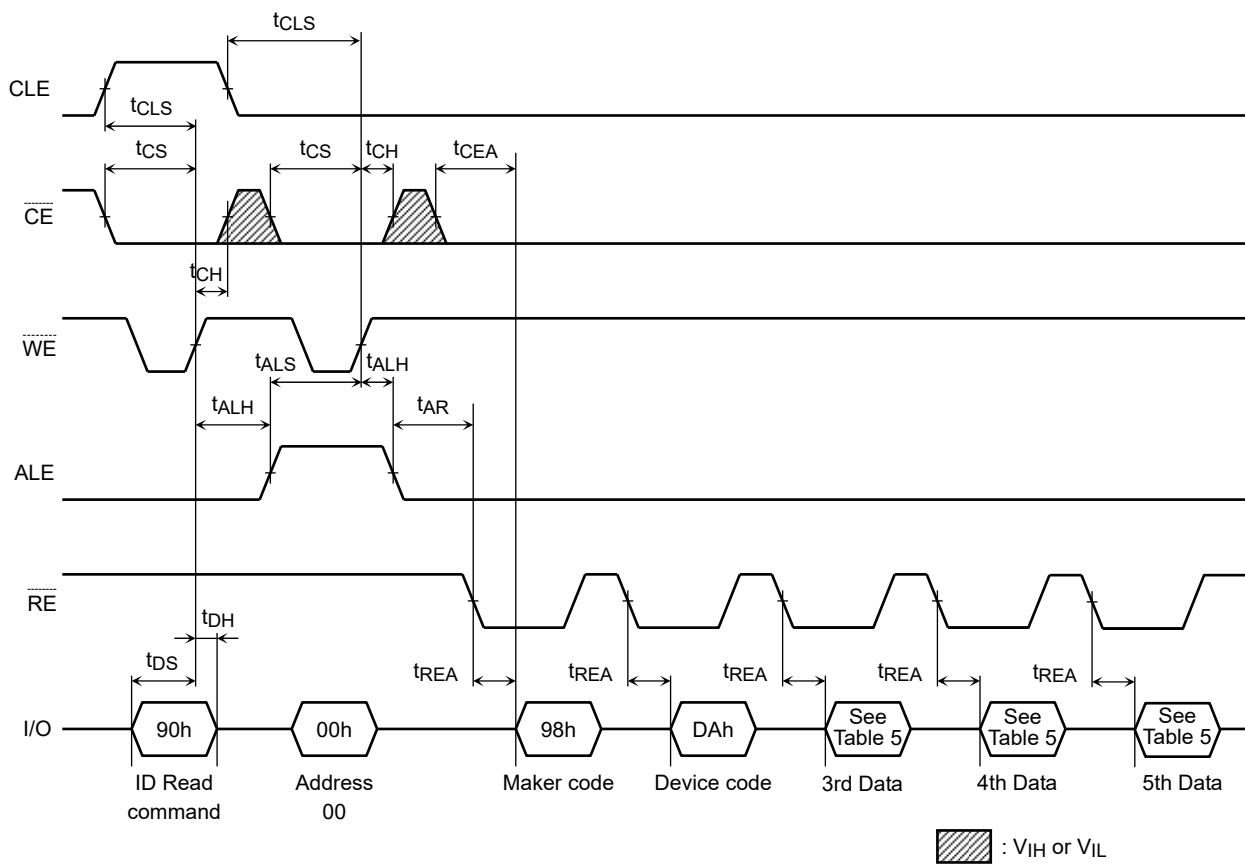 tCLS
CLE
tCLS
tCS
tCS
tCH
tCEA
CE
tCH
WE
tALS
tALH
tALH
tAR
ALE
RE
tDH
tDS
tREA
tREA
tREA
tREA
tREA
I/O
90h
00h
98h
DAh
See
Table 5
See
Table 5
See
Table 5
ID Read
command
Address
00
Maker code
Device code
3rd Data
4th Data
5th Data
: VIH or VIL